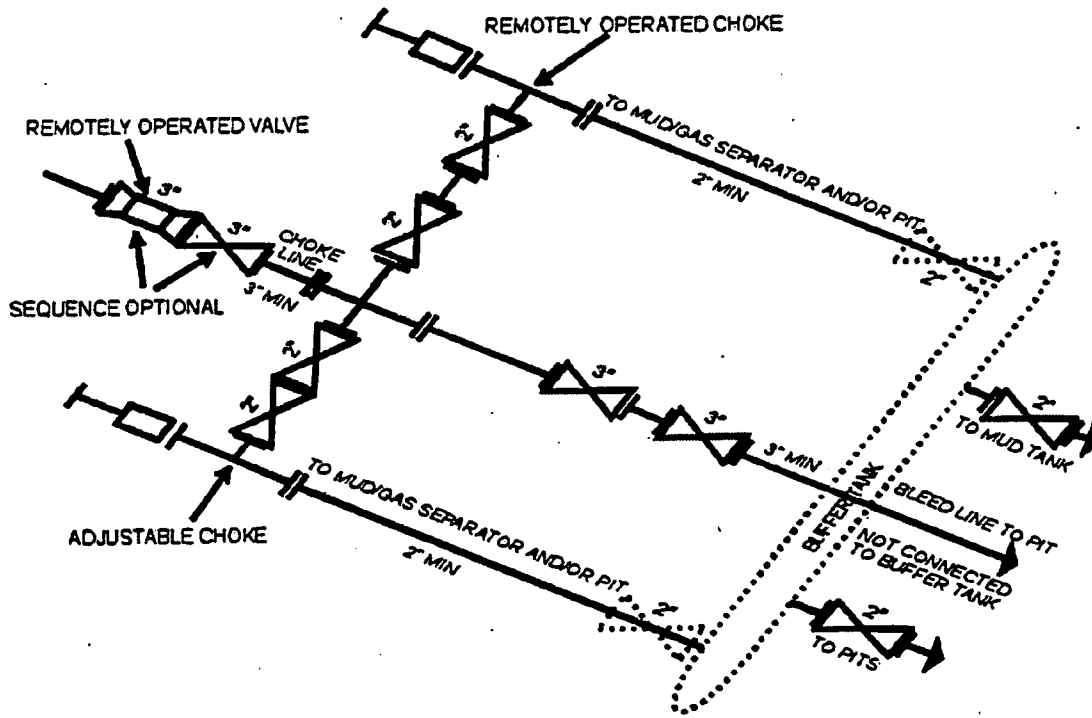 REMOTELY OPERATED CHOKE
REMOTELY OPERATED VALVE
TO MUD/GAS SEPARATOR AND/OR PIT
2" MIN
2"
2"
3"
3"
CHOKE
LINE
3" MIN
SEQUENCE OPTIONAL
2"
2"
2"
2"
3"
3"
3" MIN
BUFFER TANK
2"
TO MUD TANK
BLEED LINE TO PIT
NOT CONNECTED
TO BUFFER TANK
ADJUSTABLE CHOKE
TO MUD/GAS SEPARATOR AND/OR PIT
2" MIN
2"
TO PITS